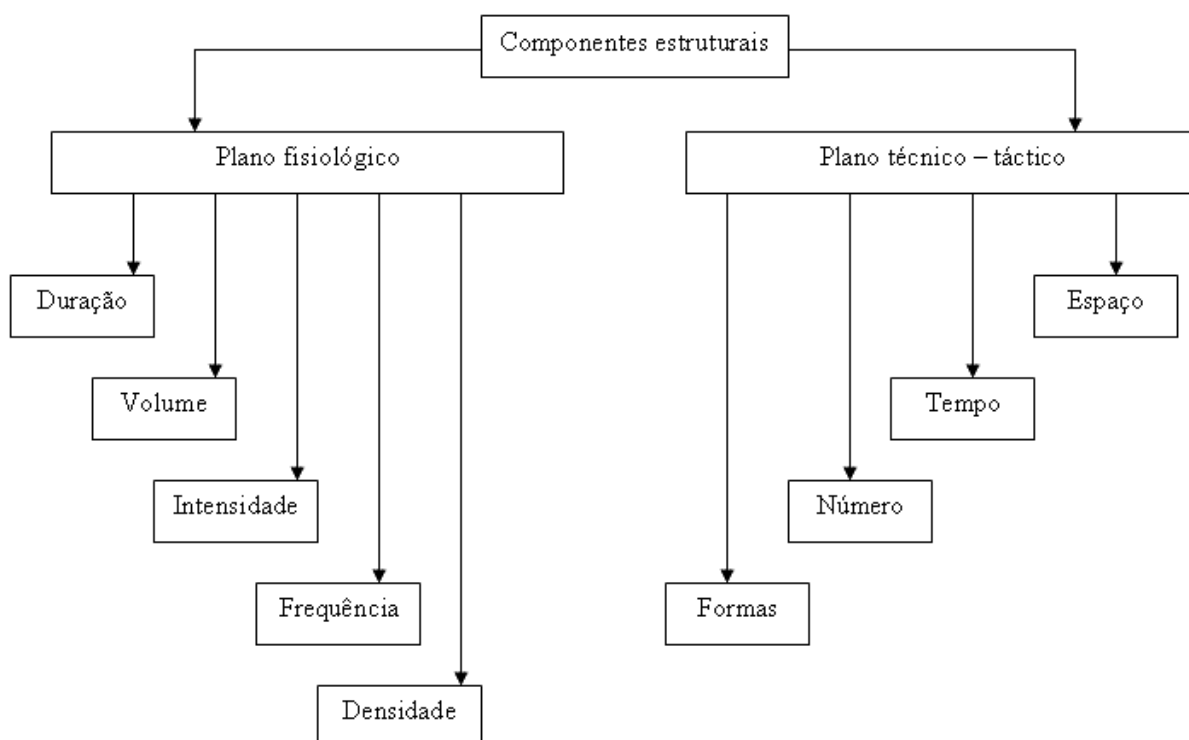 Componentes estruturais
Plano fisiológico
Plano técnico – táctico
Duração
Espaço
Volume
Tempo
Intensidade
Número
Frequência
Formas
Densidade